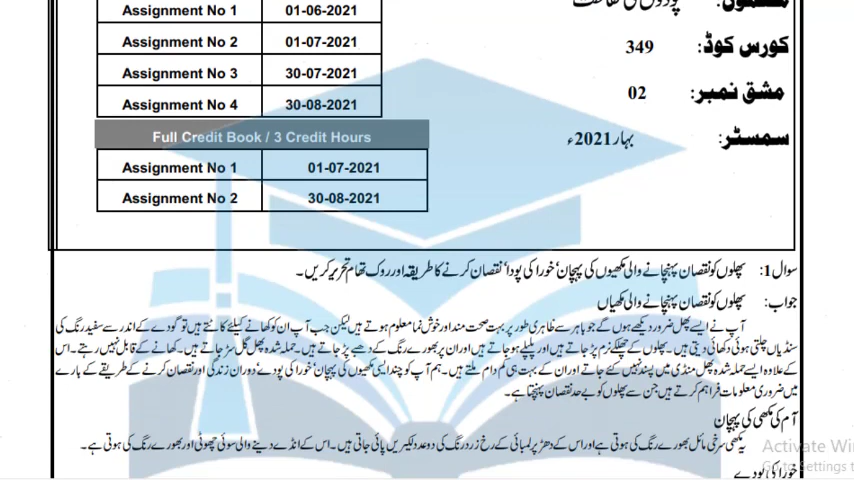 Assignment No 1 01-06-2021
Assignment No 2 01-07-2021
Assignment No 3 30-07-2021
Assignment No 4 30-08-2021
Full Credit Book / 3 Credit Hours
Assignment No 1 01-07-2021
Assignment No 2 30-08-2021
پودوں کی حفاظت
کورس کوڈ: 349
مشق نمبر: 02
سمسٹر: بہار 2021ء
سوال 1: پھلوں کو نقصان پہنچانے والی مکھیوں کی پہچان، خوراکی پودا، نقصان کرنے کا طریقہ اور روک تھام تحریر کریں۔
جواب: پھلوں کو نقصان پہنچانے والی مکھیاں
آپ نے ایسے پھل ضرور دیکھے ہوں گے جو باہر سے ظاہری طور پر بہت صحت مند اور خوش نما معلوم ہوتے ہیں لیکن جب آپ ان کو کھانے کیلئے کاٹتے ہیں تو گودے کے اندر سے سفید رنگ کی
سنڈیاں چلتی ہوئی دکھائی دیتی ہیں۔ پھلوں کے چھلکے نرم پڑ جاتے ہیں اور پلپلے ہو جاتے ہیں اور ان پر بھورے رنگ کے دھبے پڑ جاتے ہیں۔ حملہ شدہ پھل گل سڑ جاتے ہیں۔ کھانے کے قابل نہیں رہتے۔ اس
کے علاوہ ایسے حملہ شدہ پھل منڈی میں پسند نہیں کئے جاتے اور ان کے بہت ہی کم دام ملتے ہیں۔ ہم آپ کو چند ایسی مکھیوں کی پہچان، خوراکی پودے، دوران زندگی اور نقصان کرنے کے طریقے کے بارے
میں ضروری معلومات فراہم کرتے ہیں جن سے پھلوں کو بے حد نقصان پہنچتا ہے۔
آم کی مکھی کی پہچان
یہ مکھی سرخی مائل بھورے رنگ کی ہوتی ہے اور اس کے دھڑ پر لمبائی کے رخ زرد رنگ کی دو عدد لکیریں پائی جاتی ہیں۔ اس کے انڈے دینے والی سوئی چھوٹی اور بھورے رنگ کی ہوتی ہے۔
خوراکی پودے
Activate Win
Go to Settings t